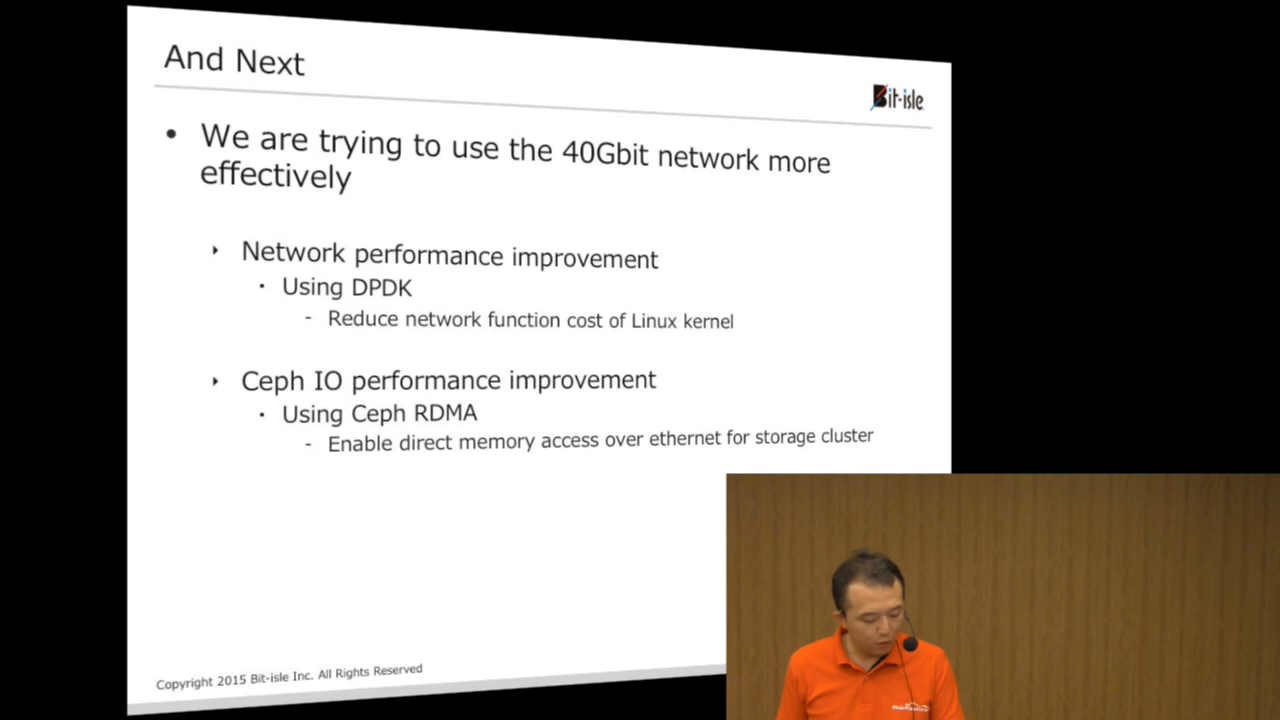 And Next
Bit-isle
• We are trying to use the 40Gbit network more
effectively
‣ Network performance improvement
· Using DPDK
- Reduce network function cost of Linux kernel
‣ Ceph IO performance improvement
· Using Ceph RDMA
- Enable direct memory access over ethernet for storage cluster
Copyright 2015 Bit-isle Inc. All Rights Reserved